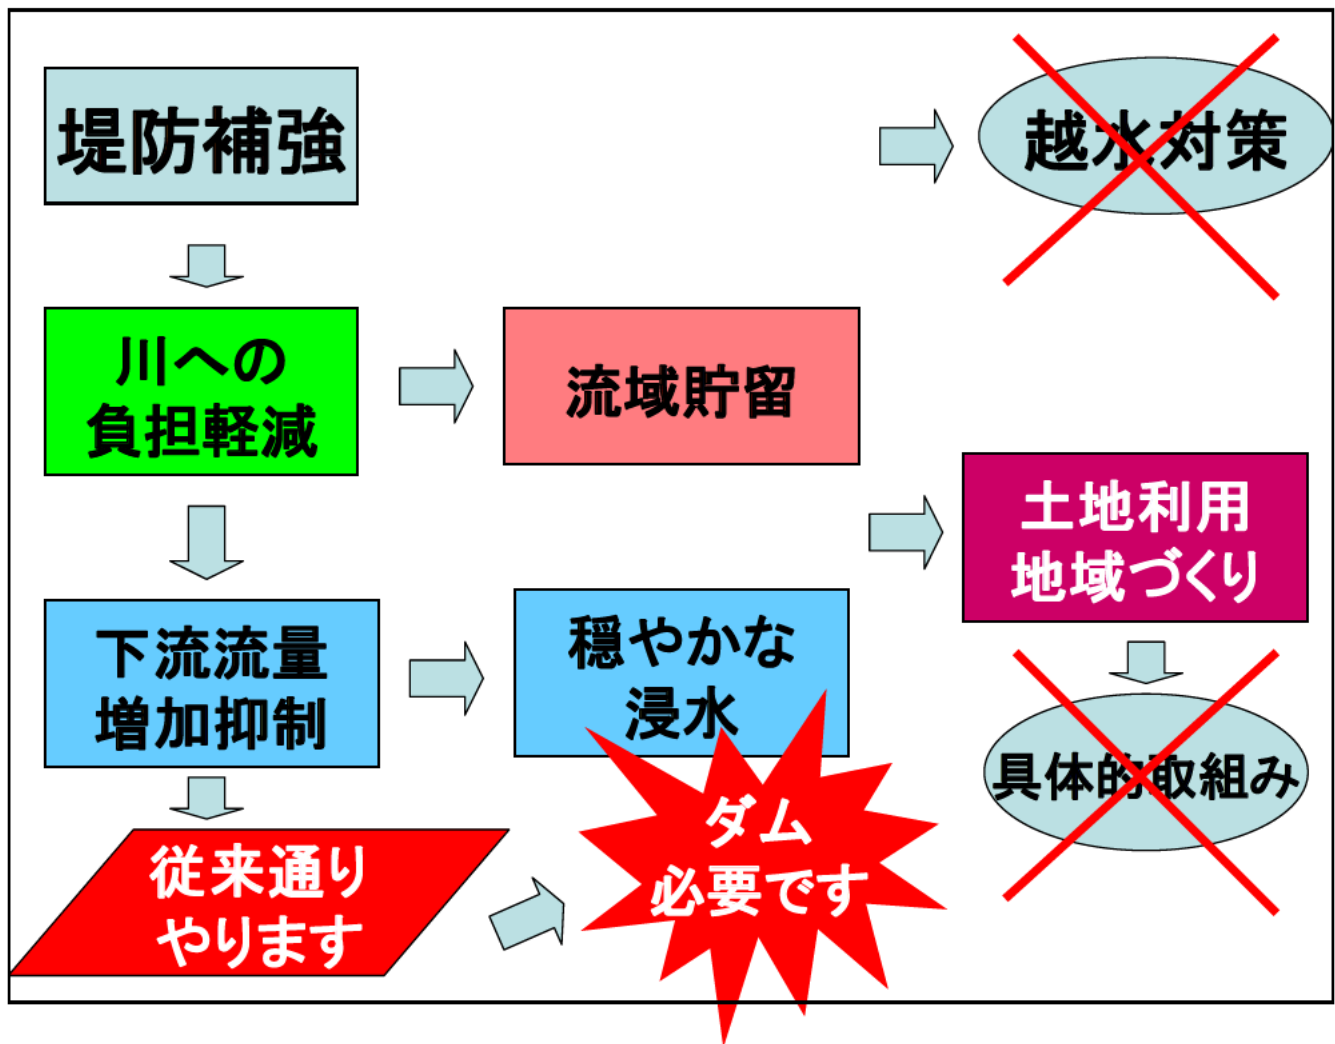 堤防補強
越水対策
川への
負担軽減
流域貯留
土地利用
地域づくり
下流流量
増加抑制
穏やかな
浸水
具体的取組み
従来通り
やります
ダム
必要です